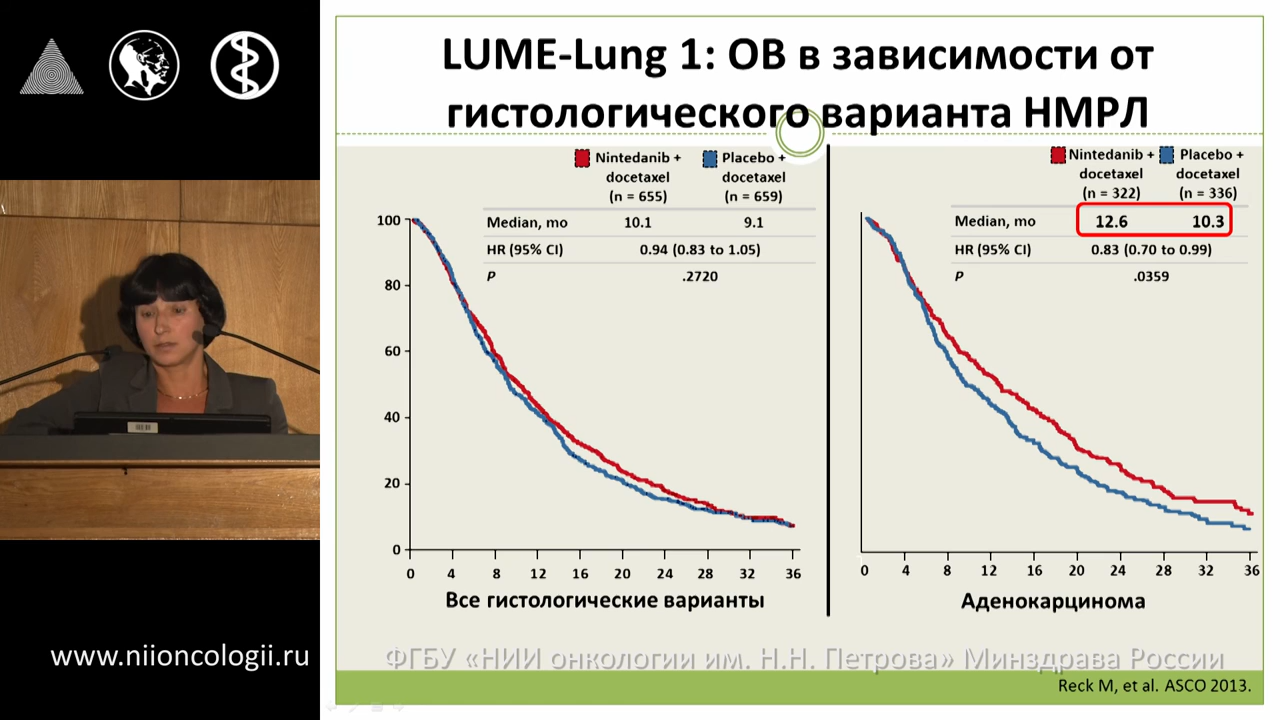 LUME-Lung 1: ОВ в зависимости от
гистологического варианта НМРЛ
Nintedanib + docetaxel (n = 655)
Placebo + docetaxel (n = 659)
Median, mo 10.1 9.1
HR (95% CI) 0.94 (0.83 to 1.05)
P .2720
100
80
60
40
20
0
0 4 8 12 16 20 24 28 32 36
Все гистологические варианты
Nintedanib + docetaxel (n = 322)
Placebo + docetaxel (n = 336)
Median, mo 12.6 10.3
HR (95% CI) 0.83 (0.70 to 0.99)
P .0359
0 4 8 12 16 20 24 28 32 36
Аденокарцинома
www.niioncologii.ru
ФГБУ «НИИ онкологии им. Н.Н. Петрова» Минздрава России
Reck M, et al. ASCO 2013.